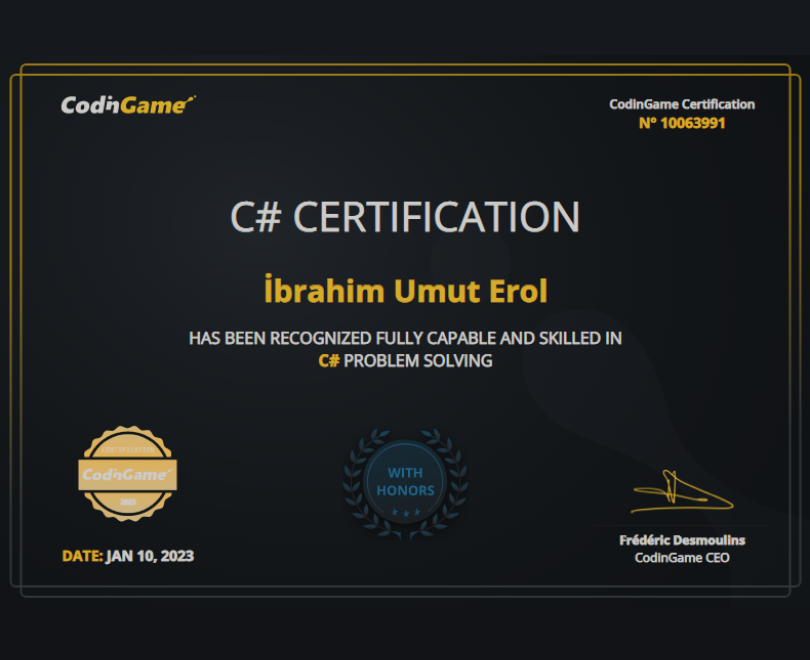 CodinGame
CodinGame Certification
N° 10063991
C# CERTIFICATION
İbrahim Umut Erol
HAS BEEN RECOGNIZED FULLY CAPABLE AND SKILLED IN
C# PROBLEM SOLVING
CERTIFICATION
CodinGame
2023
WITH
HONORS
DATE: JAN 10, 2023
Frédéric Desmoulins
CodinGame CEO